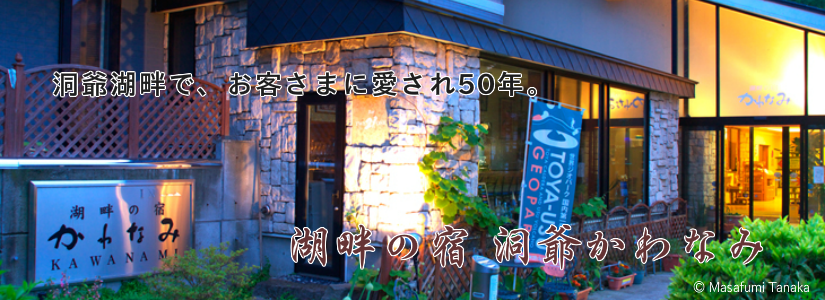 洞爺湖畔で、お客さまに愛され50年。
かわなみ
湖畔の宿
かわなみ
KAWANAMI
TOYA-US
GEOPA
湖畔の宿 洞爺かわなみ
© Masafumi Tanaka